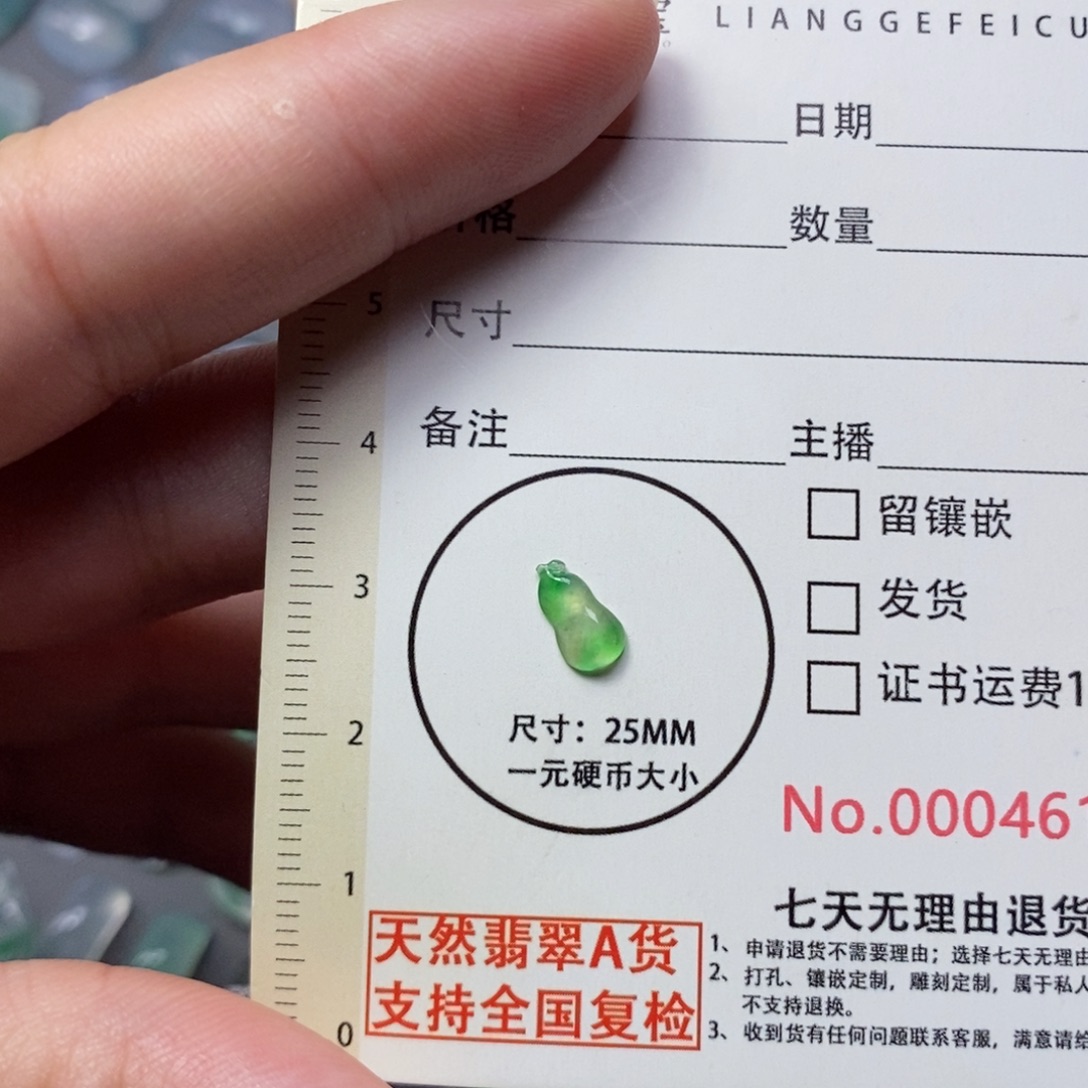 LIANGGEFEICU
日期
格
数量
尺寸
备注
主播
留镶嵌
发货
证书运费1
5
4
3
2
1
0
尺寸：25MM
一元硬币大小
No.000461
七天无理由退货
天然翡翠A货
支持全国复检
1、申请退货不需要理由；选择七天无理由
2、打孔、镶嵌定制，雕刻定制，属于私人
不支持退换。
3、收到货有任何问题联系客服，满意请给